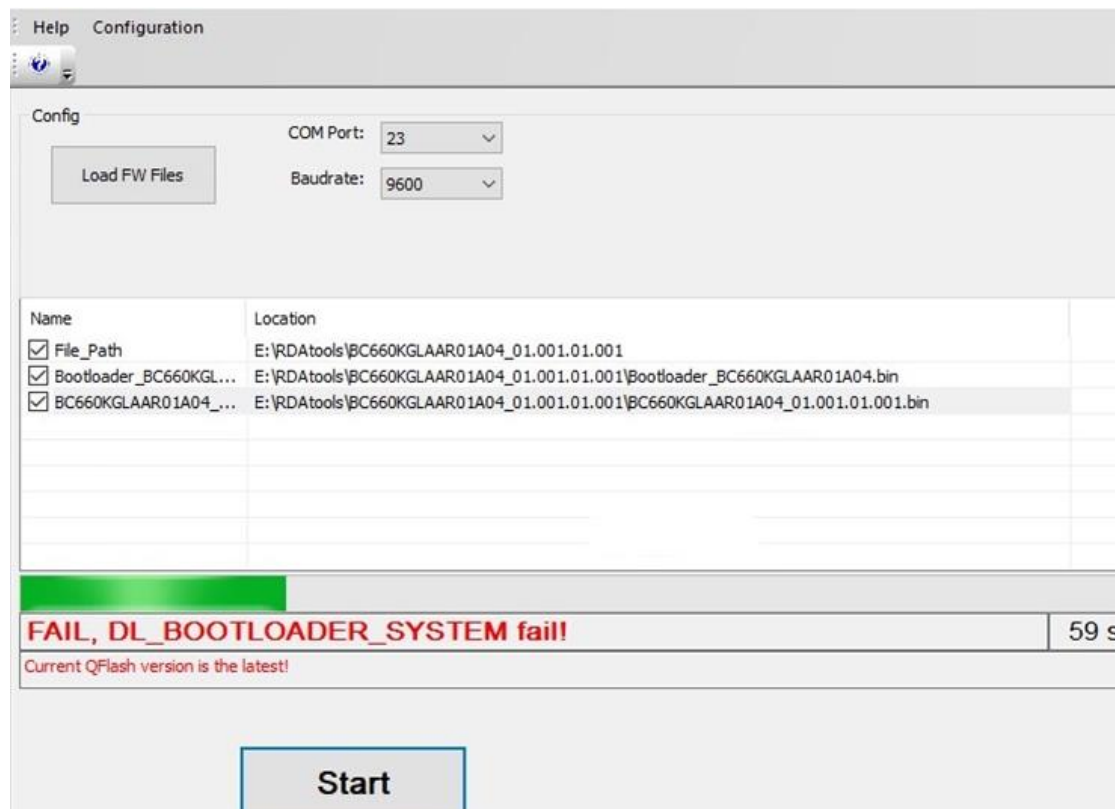 Help Configuration
Config
Load FW Files
COM Port: 23
Baudrate: 9600
Name Location
File_Path E:\RDAtools\BC660KGLAAR01A04_01.001.01.001
Bootloader_BC660KGL... E:\RDAtools\BC660KGLAAR01A04_01.001.01.001\Bootloader_BC660KGLAAR01A04.bin
BC660KGLAAR01A04_... E:\RDAtools\BC660KGLAAR01A04_01.001.01.001\BC660KGLAAR01A04_01.001.01.001.bin
FAIL, DL_BOOTLOADER_SYSTEM fail! 59 s
Current QFlash version is the latest!
Start